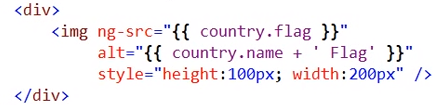 <div>
    <img ng-src="{{ country.flag }}"
         alt="{{ country.name + ' Flag' }}"
         style="height:100px; width:200px" />
</div>